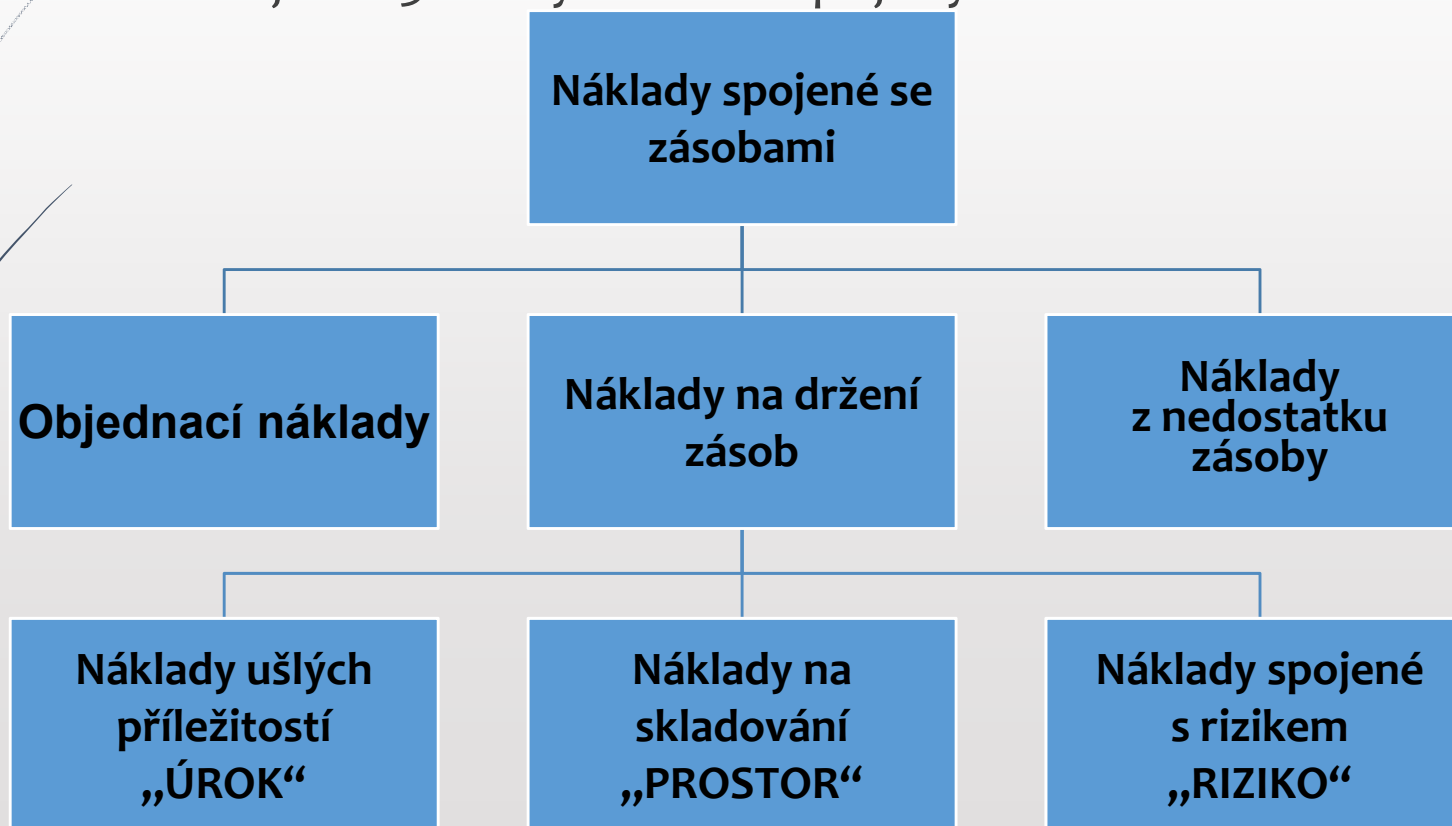 Náklady spojené se
zásobami
Objednací náklady
Náklady na držení
zásob
Náklady
z nedostatku
zásoby
Náklady ušlých
příležitostí
„ÚROK“
Náklady na
skladování
„PROSTOR“
Náklady spojené
s rizikem
„RIZIKO“